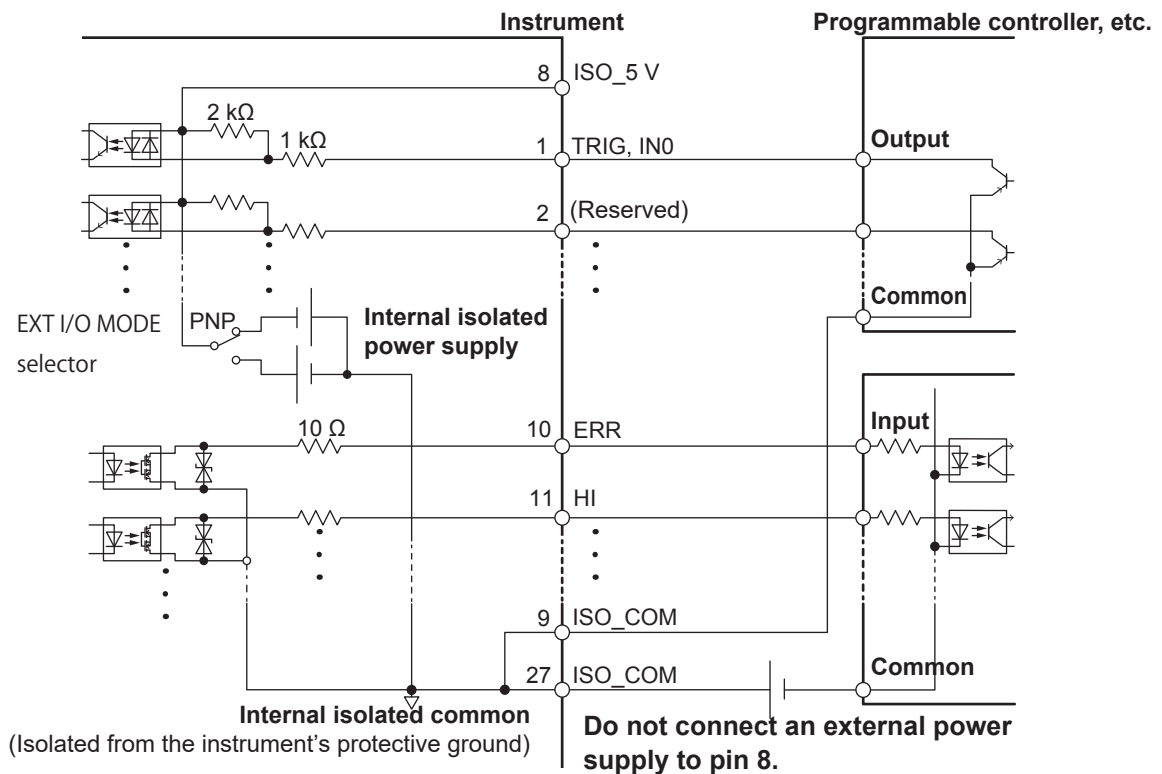 Instrument
Programmable controller, etc.
8 ISO_5 V
2 kΩ
1 kΩ
1 TRIG, IN0
Output
2 (Reserved)
Common
EXT I/O MODE
selector
PNP
Internal isolated
power supply
10 Ω
10 ERR
Input
11 HI
9 ISO_COM
27 ISO_COM
Common
Internal isolated common
(Isolated from the instrument’s protective ground)
Do not connect an external power
supply to pin 8.